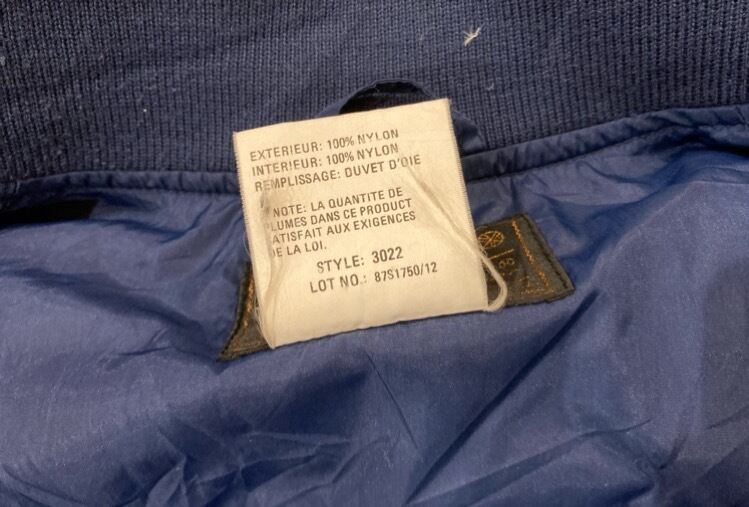 EXTERIEUR: 100% NYLON
INTERIEUR: 100% NYLON
REMPLISSAGE: DUVET D'OIE
*NOTE: LA QUANTITE DE
PLUMES DANS CE PRODUCT
SATISFAIT AUX EXIGENCES
DE LA LOI.
STYLE: 3022
LOT NO.: 87S1750/12